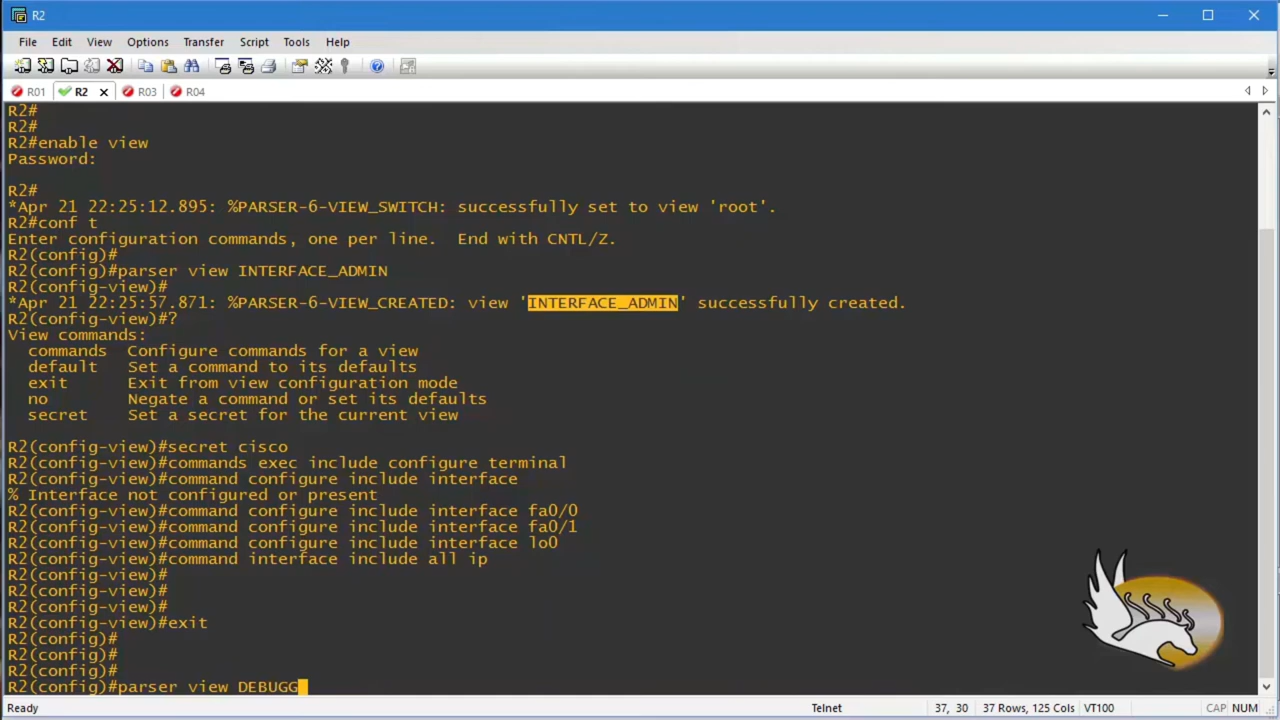 R2
File Edit View Options Transfer Script Tools Help
R01 R2 R03 R04
R2#
R2#
R2#enable view
Password:
R2#
*Apr 21 22:25:12.895: %PARSER-6-VIEW_SWITCH: successfully set to view 'root'.
R2#conf t
Enter configuration commands, one per line.  End with CNTL/Z.
R2(config)#
R2(config)#parser view INTERFACE_ADMIN
R2(config-view)#
*Apr 21 22:25:57.871: %PARSER-6-VIEW_CREATED: view 'INTERFACE_ADMIN' successfully created.
R2(config-view)#?
View commands:
  commands  Configure commands for a view
  default   Set a command to its defaults
  exit      Exit from view configuration mode
  no        Negate a command or set its defaults
  secret    Set a secret for the current view
R2(config-view)#secret cisco
R2(config-view)#commands exec include configure terminal
R2(config-view)#command configure include interface
% Interface not configured or present
R2(config-view)#command configure include interface fa0/0
R2(config-view)#command configure include interface fa0/1
R2(config-view)#command configure include interface lo0
R2(config-view)#command interface include all ip
R2(config-view)#
R2(config-view)#
R2(config-view)#
R2(config-view)#exit
R2(config)#
R2(config)#
R2(config)#
R2(config)#parser view DEBUGG
Ready Telnet 37, 30 37 Rows, 125 Cols VT100 CAP NUM